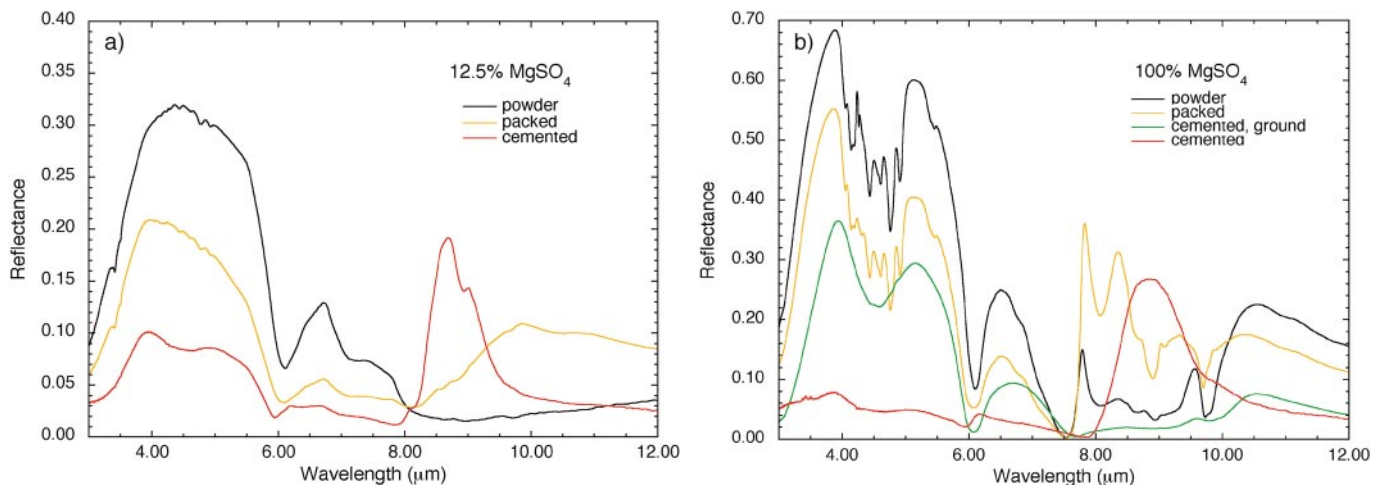 a)
12.5% MgSO4
powder
packed
cemented
Reflectance
0.40
0.35
0.30
0.25
0.20
0.15
0.10
0.05
0.00
4.00 6.00 8.00 10.00 12.00
Wavelength (μm)
b)
100% MgSO4
powder
packed
cemented, ground
cemented
Reflectance
0.70
0.60
0.50
0.40
0.30
0.20
0.10
0.00
4.00 6.00 8.00 10.00 12.00
Wavelength (μm)